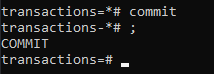 transactions=*# commit
transactions-*# ;
COMMIT
transactions=#